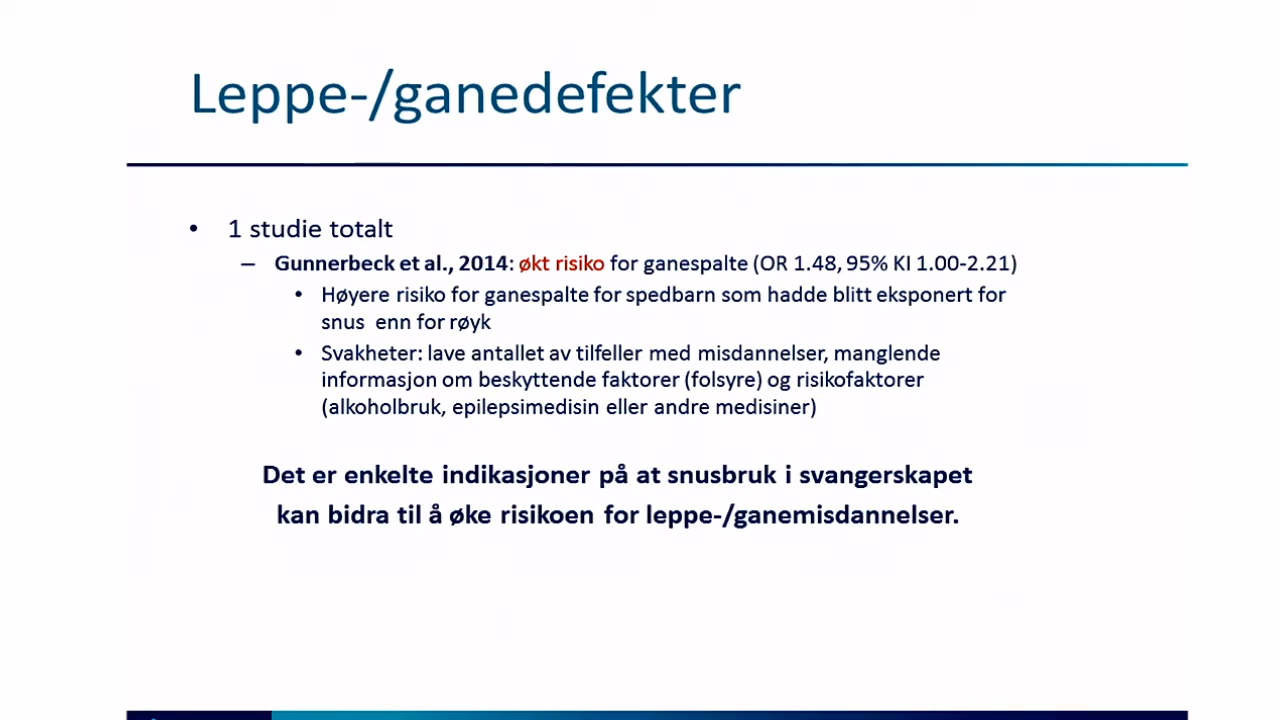 Leppe-/ganedefekter
• 1 studie totalt
– Gunnerbeck et al., 2014: økt risiko for ganespalte (OR 1.48, 95% KI 1.00-2.21)
• Høyere risiko for ganespalte for spedbarn som hadde blitt eksponert for
snus enn for røyk
• Svakheter: lave antallet av tilfeller med misdannelser, manglende
informasjon om beskyttende faktorer (folsyre) og risikofaktorer
(alkoholbruk, epilepsimedisin eller andre medisiner)
Det er enkelte indikasjoner på at snusbruk i svangerskapet
kan bidra til å øke risikoen for leppe-/ganemisdannelser.